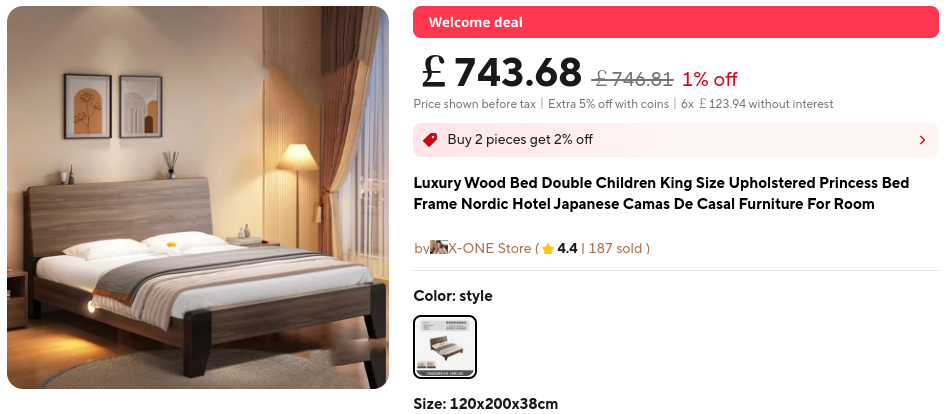 Welcome deal
£743.68 £746.81 1% off
Price shown before tax | Extra 5% off with coins | 6x £123.94 without interest
Buy 2 pieces get 2% off
Luxury Wood Bed Double Children King Size Upholstered Princess Bed
Frame Nordic Hotel Japanese Camas De Casal Furniture For Room
by X-ONE Store ( 4.4 | 187 sold )
Color: style
Size: 120x200x38cm